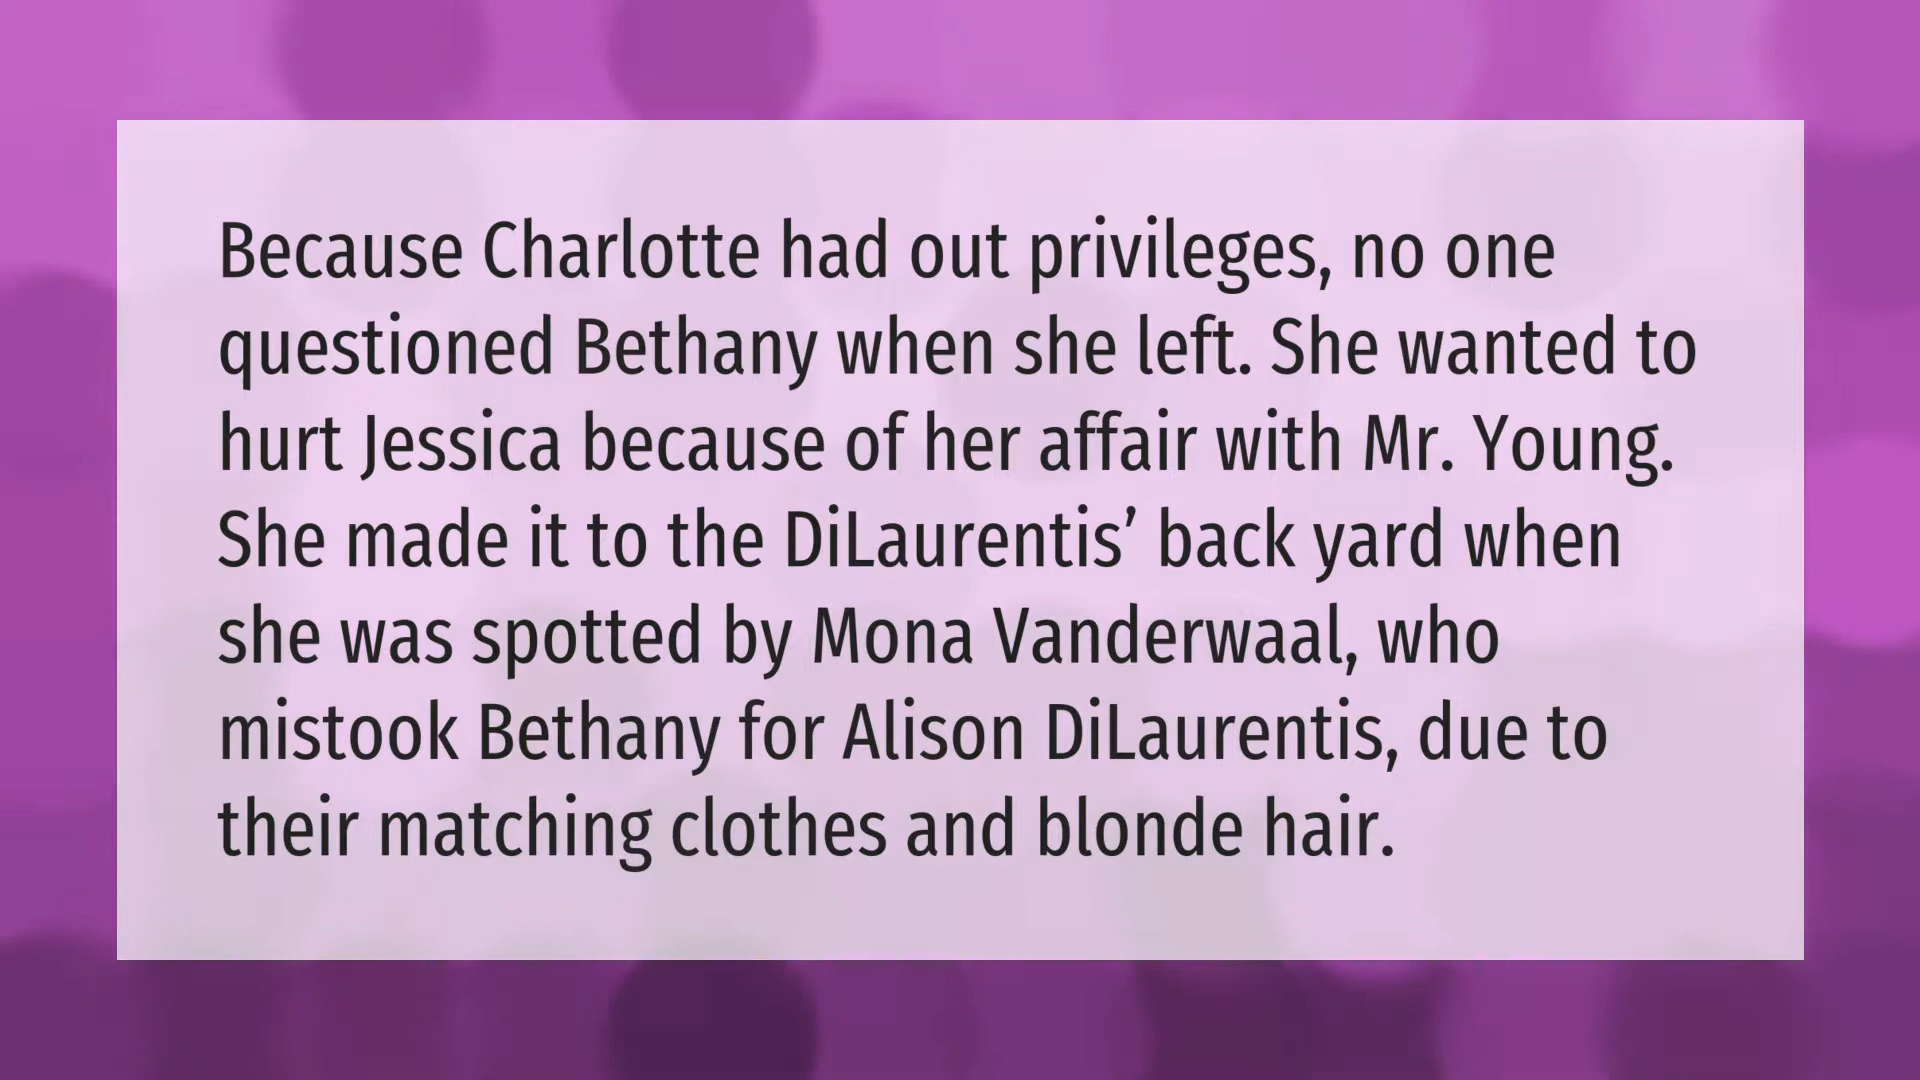 Because Charlotte had out privileges, no one
questioned Bethany when she left. She wanted to
hurt Jessica because of her affair with Mr. Young.
She made it to the DiLaurentis’ back yard when
she was spotted by Mona Vanderwaal, who
mistook Bethany for Alison DiLaurentis, due to
their matching clothes and blonde hair.